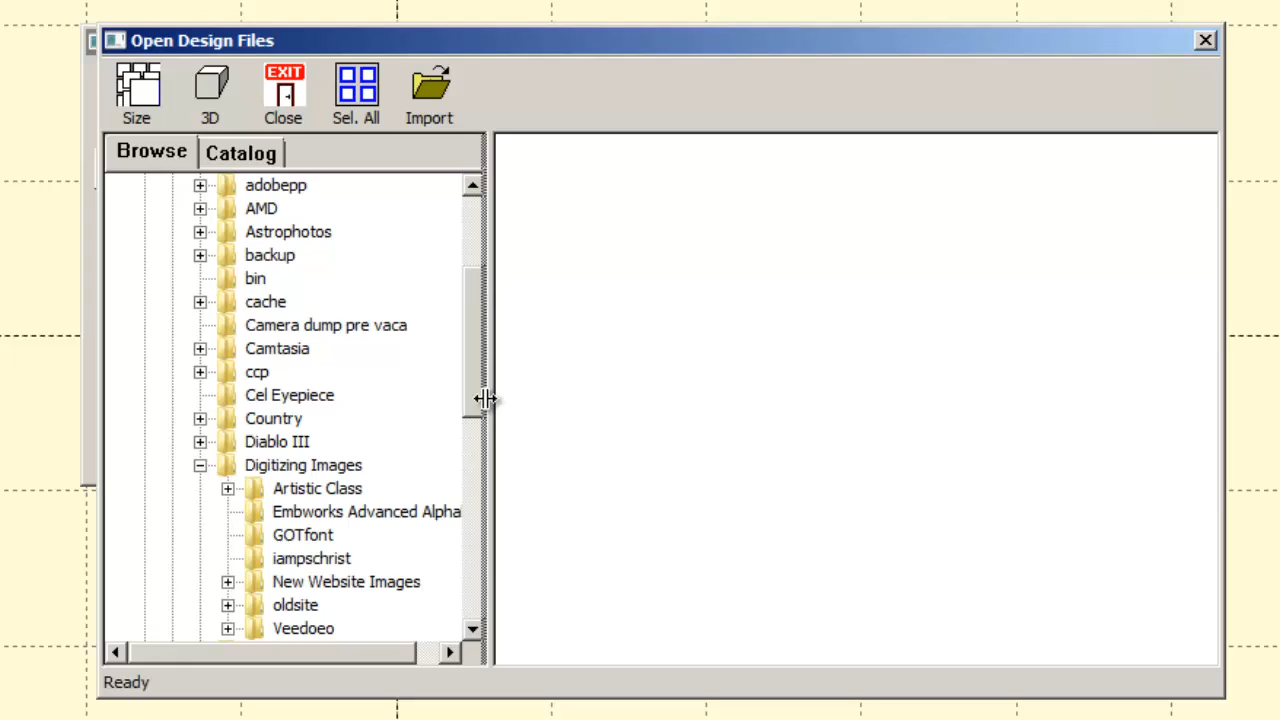 Open Design Files
EXIT
Size
3D
Close
Sel. All
Import
Browse
Catalog
adobepp
AMD
Astrophotos
backup
bin
cache
Camera dump pre vaca
Camtasia
ccp
Cel Eyepiece
Country
Diablo III
Digitizing Images
Artistic Class
Embworks Advanced Alpha
GOTfont
iampschrist
New Website Images
oldsite
Veedoeo
Ready